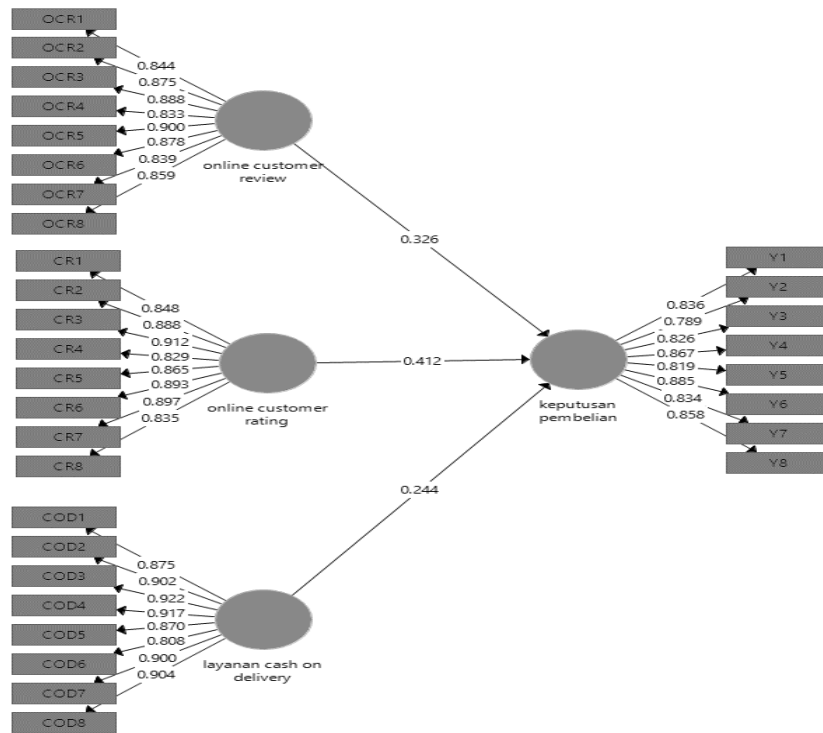 OCR1
OCR2
OCR3
OCR4
OCR5
OCR6
OCR7
OCR8
0.844
0.875
0.888
0.833
0.900
0.878
0.839
0.859
online customer
review
0.326
CR1
CR2
CR3
CR4
CR5
CR6
CR7
CR8
0.848
0.888
0.912
0.829
0.865
0.893
0.897
0.835
online customer
rating
0.412
COD1
COD2
COD3
COD4
COD5
COD6
COD7
COD8
0.875
0.902
0.922
0.917
0.870
0.808
0.900
0.904
layanan cash on
delivery
0.244
keputusan
pembelian
0.836
0.789
0.826
0.867
0.819
0.885
0.834
0.858
Y1
Y2
Y3
Y4
Y5
Y6
Y7
Y8